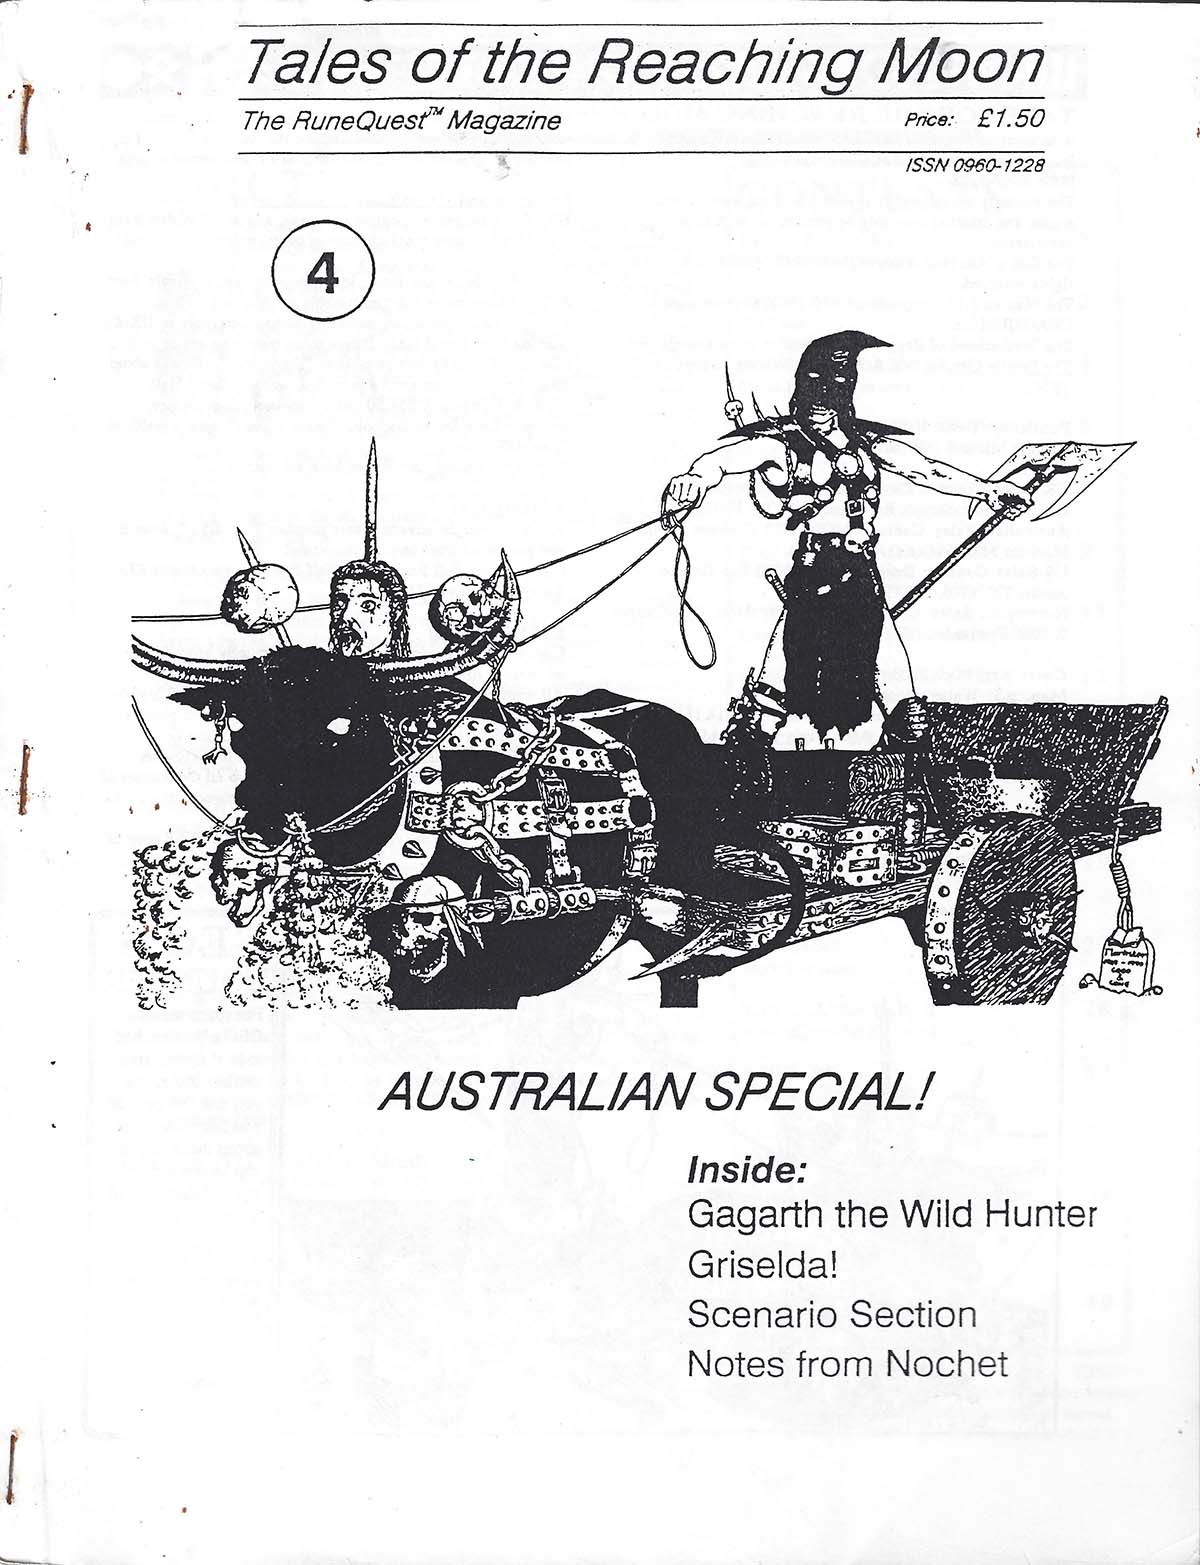 Tales of the Reaching Moon
The RuneQuest™ Magazine
Price: £1.50
ISSN 0960-1228
4
AUSTRALIAN SPECIAL!
Inside:
Gagarth the Wild Hunter
Griselda!
Scenario Section
Notes from Nochet